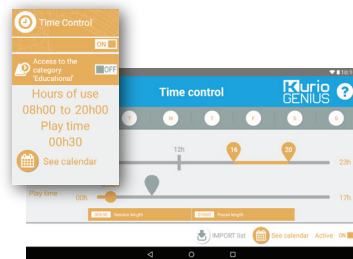 Time Control
ON
Access to the
category
'Educational'
OFF
Hours of use
08h00 to 20h00
Play time
00h30
See calendar
10:5
Time control
Kurio
GENIUS
?
T
T
F
S
S
12h
16
20
23h
Play time
00h
17h
Session length
Pause length
IMPORT list
See calendar
Active
ON